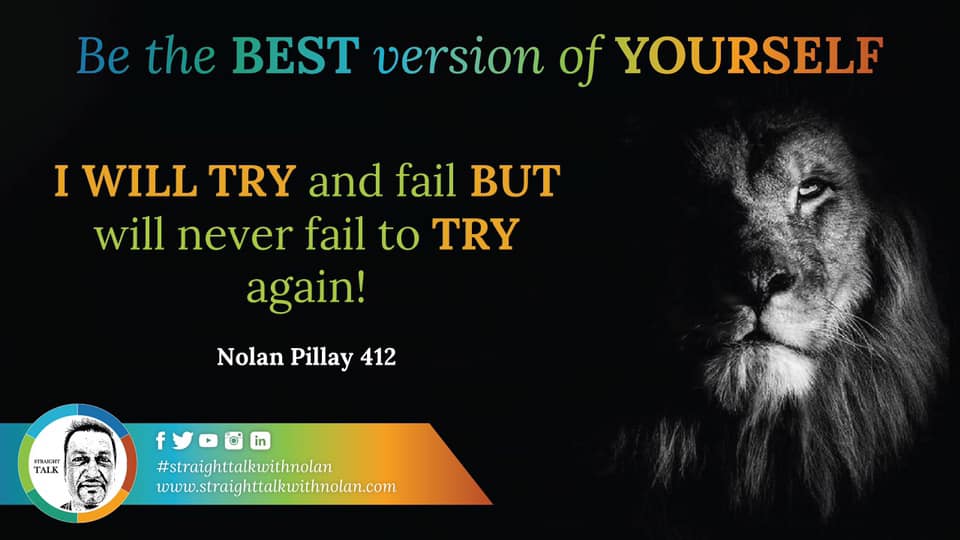 Be the BEST version of YOURSELF
I WILL TRY and fail BUT
will never fail to TRY
again!
Nolan Pillay 412
STRAIGHT
TALK
#straighttalkwithnolan
www.straighttalkwithnolan.com